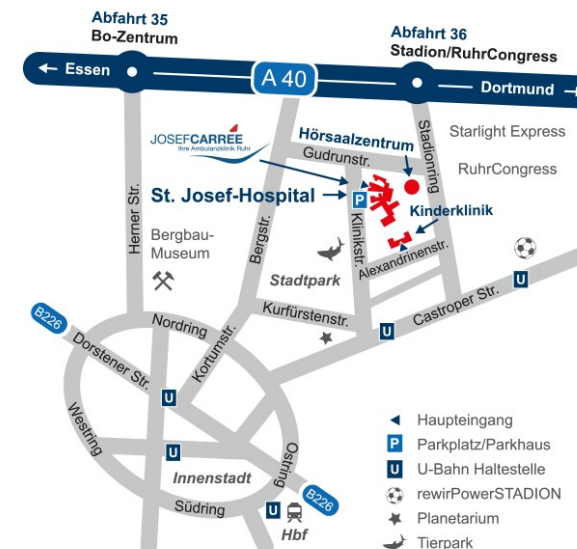 Abfahrt 35
Bo-Zentrum
Abfahrt 36
Stadion/RuhrCongress
Essen
A 40
Dortmund
JOSEFCARREE
Ihre Ambulanzklinik Ruhr
Hörsaalzentrum
Gudrunstr.
Stadionring
Starlight Express
RuhrCongress
St. Josef-Hospital
P
Kinderklinik
Herner Str.
Bergbau-
Museum
Bergstr.
Stadtpark
Klinikstr.
Alexandrinenstr.
Castroper Str.
U
B226
Dorstener Str.
Nordring
Kortumstr.
Kurfürstenstr.
U
U
Westring
U
Innenstadt
Ostring
Südring
U
Hbf
B226
Haupteingang
P Parkplatz/Parkhaus
U U-Bahn Haltestelle
rewirPowerSTADION
Planetarium
Tierpark